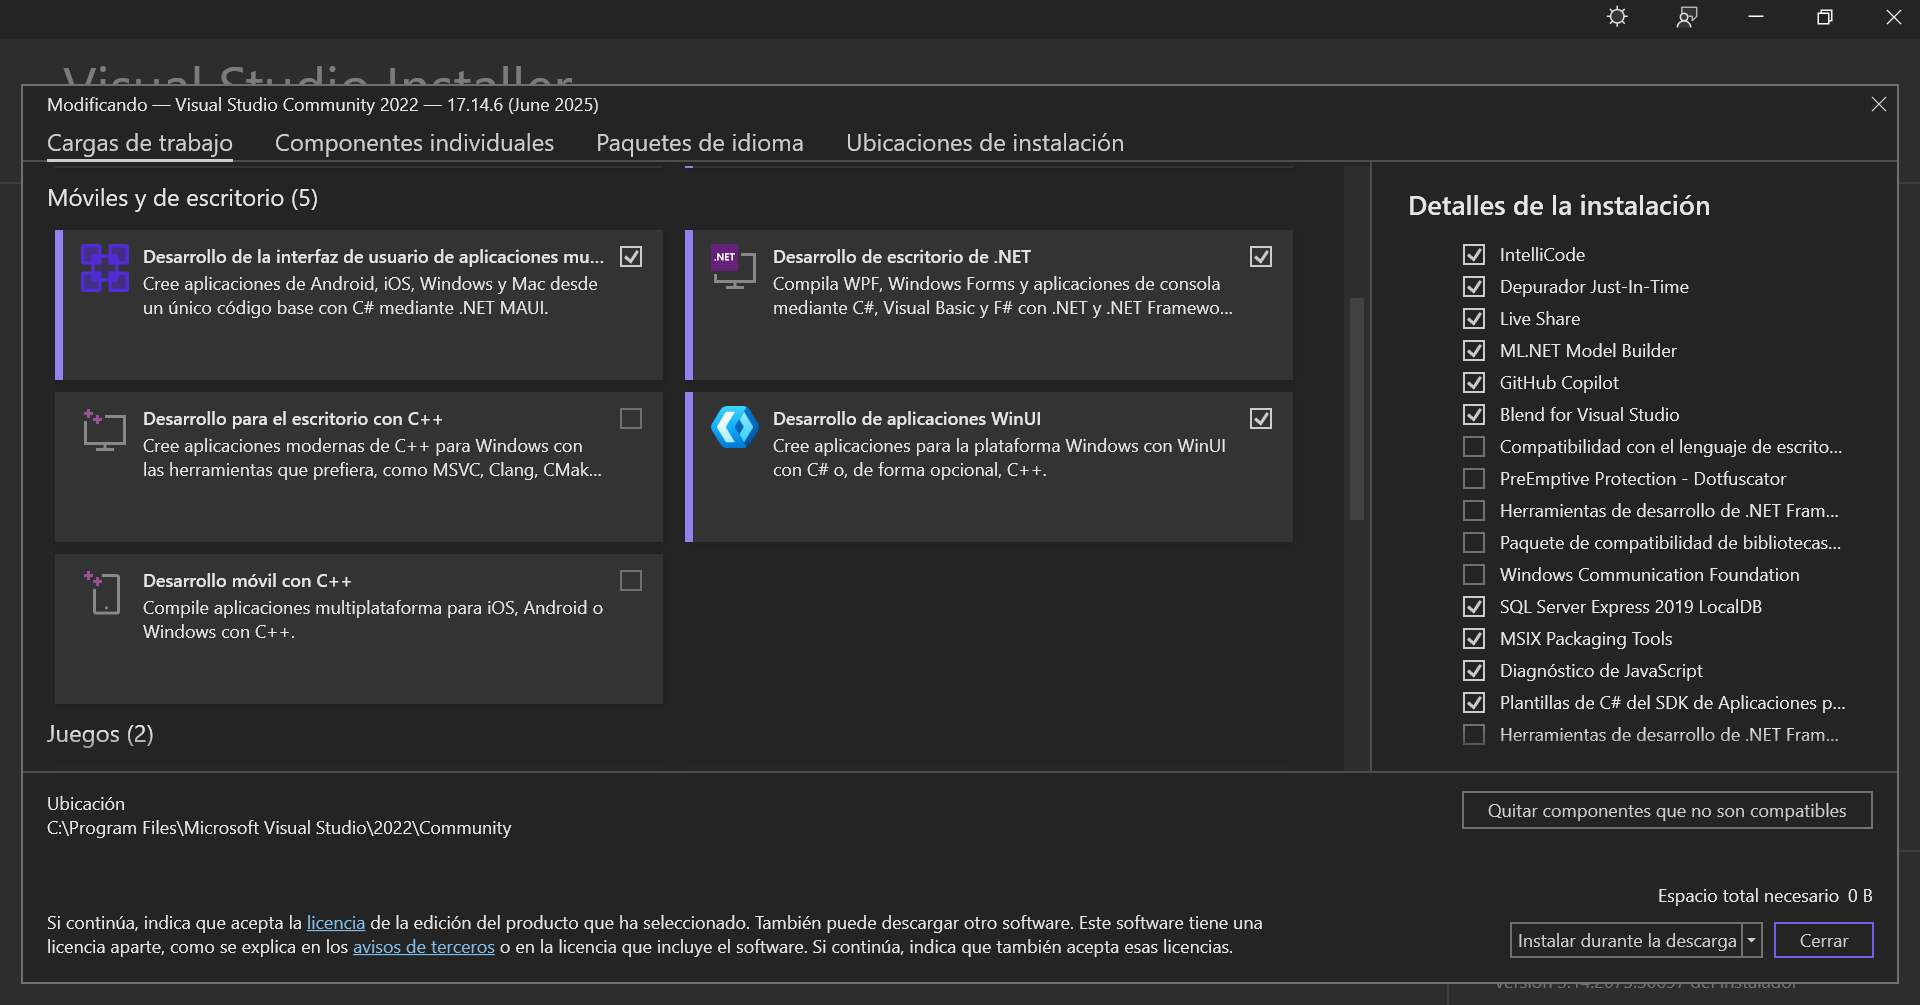 Visual Studio Installer
Modificando — Visual Studio Community 2022 — 17.14.6 (June 2025)
Cargas de trabajo
Componentes individuales
Paquetes de idioma
Ubicaciones de instalación
Móviles y de escritorio (5)
Desarrollo de la interfaz de usuario de aplicaciones mu...
Cree aplicaciones de Android, iOS, Windows y Mac desde
un único código base con C# mediante .NET MAUI.
.NET
Desarrollo de escritorio de .NET
Compila WPF, Windows Forms y aplicaciones de consola
mediante C#, Visual Basic y F# con .NET y .NET Framewo...
Desarrollo para el escritorio con C++
Cree aplicaciones modernas de C++ para Windows con
las herramientas que prefiera, como MSVC, Clang, CMak...
Desarrollo de aplicaciones WinUI
Cree aplicaciones para la plataforma Windows con WinUI
con C# o, de forma opcional, C++.
Desarrollo móvil con C++
Compile aplicaciones multiplataforma para iOS, Android o
Windows con C++.
Juegos (2)
Detalles de la instalación
IntelliCode
Depurador Just-In-Time
Live Share
ML.NET Model Builder
GitHub Copilot
Blend for Visual Studio
Compatibilidad con el lenguaje de escrito...
PreEmptive Protection - Dotfuscator
Herramientas de desarrollo de .NET Fram...
Paquete de compatibilidad de bibliotecas...
Windows Communication Foundation
SQL Server Express 2019 LocalDB
MSIX Packaging Tools
Diagnóstico de JavaScript
Plantillas de C# del SDK de Aplicaciones p...
Herramientas de desarrollo de .NET Fram...
Ubicación
C:\Program Files\Microsoft Visual Studio\2022\Community
Quitar componentes que no son compatibles
Espacio total necesario 0 B
Si continúa, indica que acepta la licencia de la edición del producto que ha seleccionado. También puede descargar otro software. Este software tiene una
licencia aparte, como se explica en los avisos de terceros o en la licencia que incluye el software. Si continúa, indica que también acepta esas licencias.
Instalar durante la descarga
Cerrar
del instalador